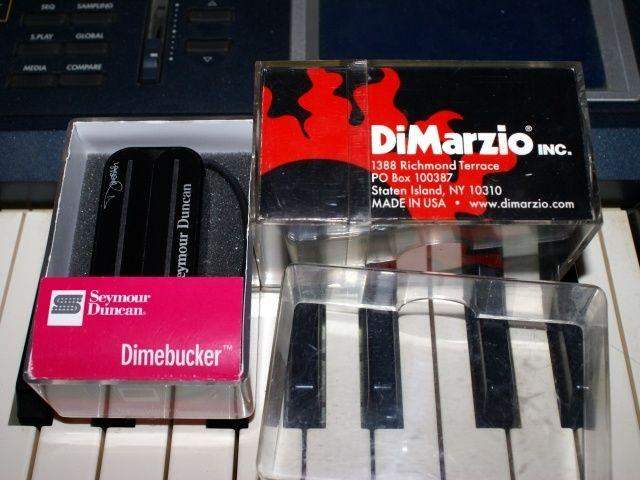 SEQ SAMPLING
S.PLAY GLOBAL
MEDIA COMPARE
DiMarzio® INC.
1388 Richmond Terrace
PO Box 100387
Staten Island, NY 10310
MADE IN USA • www.dimarzio.com
Seymour Duncan
Seymour
Duncan®
Dimebucker™